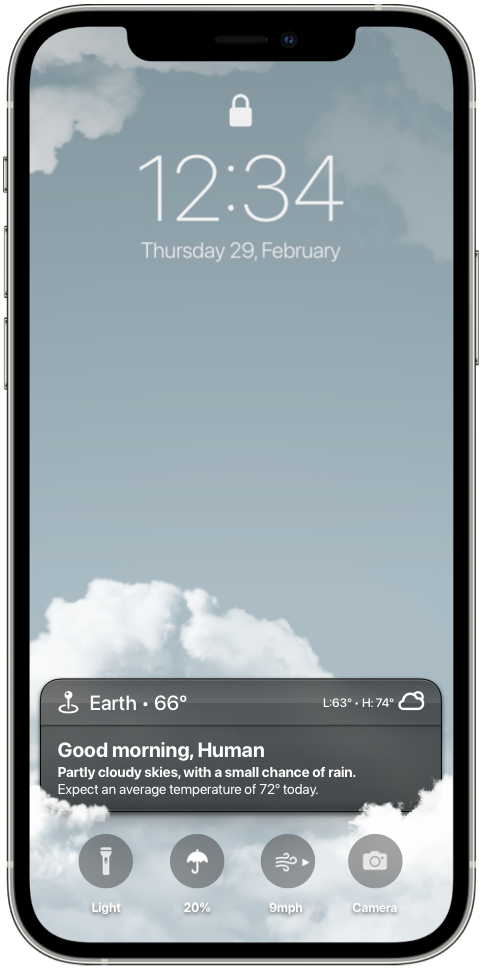 12:34
Thursday 29, February
Earth • 66°
L:63° • H: 74°
Good morning, Human
Partly cloudy skies, with a small chance of rain.
Expect an average temperature of 72° today.
Light
20%
9mph
Camera